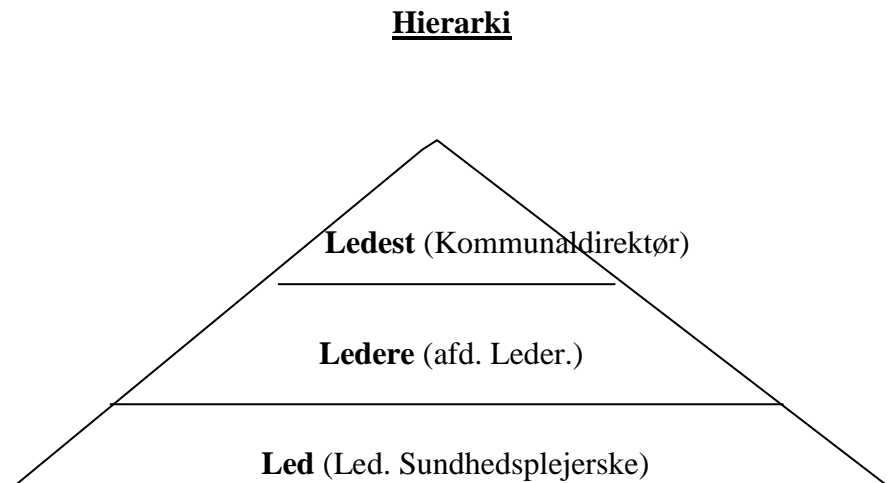 Hierarki
Ledest (Kommunaldirektør)
Ledere (afd. Leder.)
Led (Led. Sundhedsplejerske)